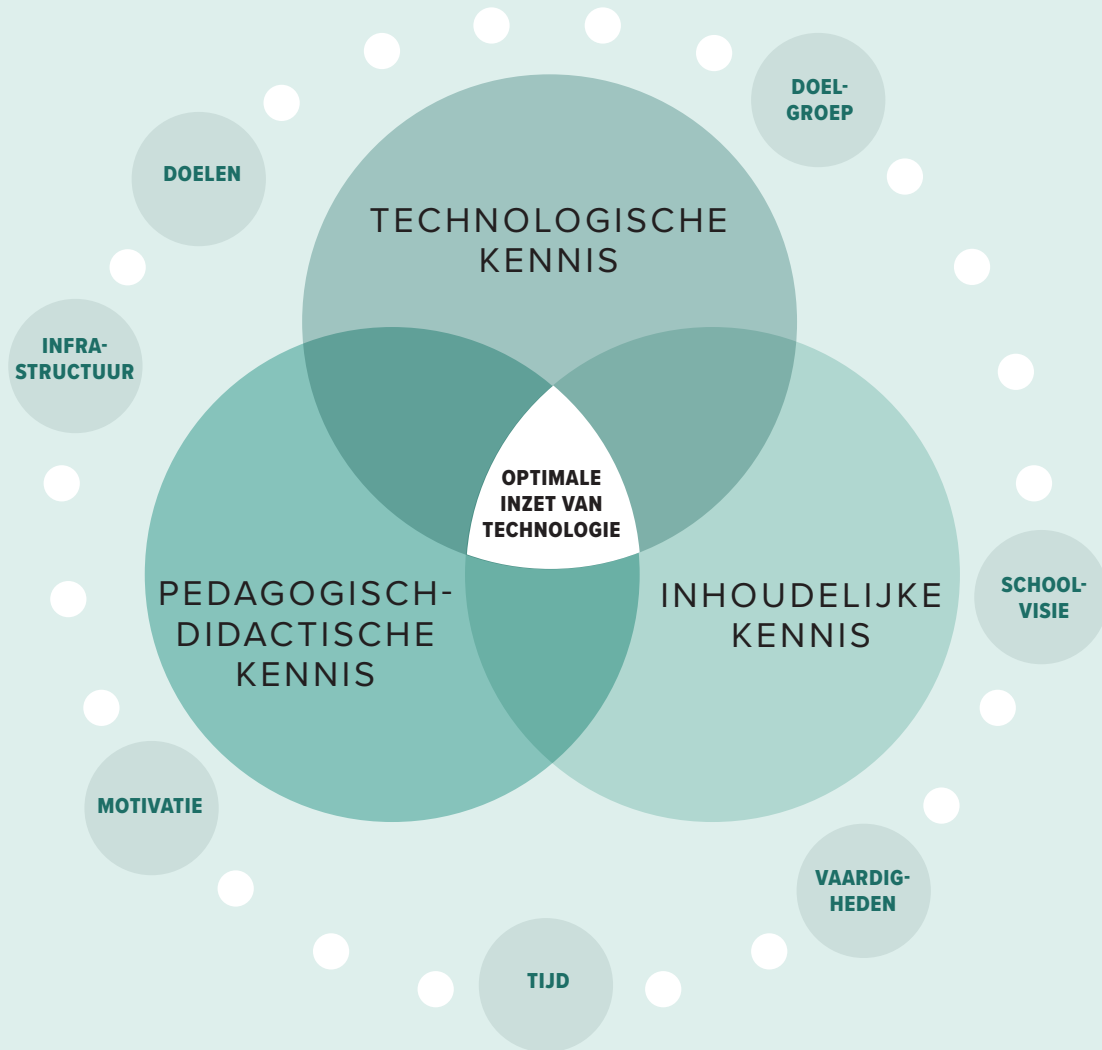 DOEL-
GROEP
DOELEN
TECHNOLOGISCHE
KENNIS
INFRA-
STRUCTUUR
OPTIMALE
INZET VAN
TECHNOLOGIE
PEDAGOGISCH-
DIDACTISCHE
KENNIS
INHOUDELIJKE
KENNIS
SCHOOL-
VISIE
MOTIVATIE
VAARDIG-
HEDEN
TIJD